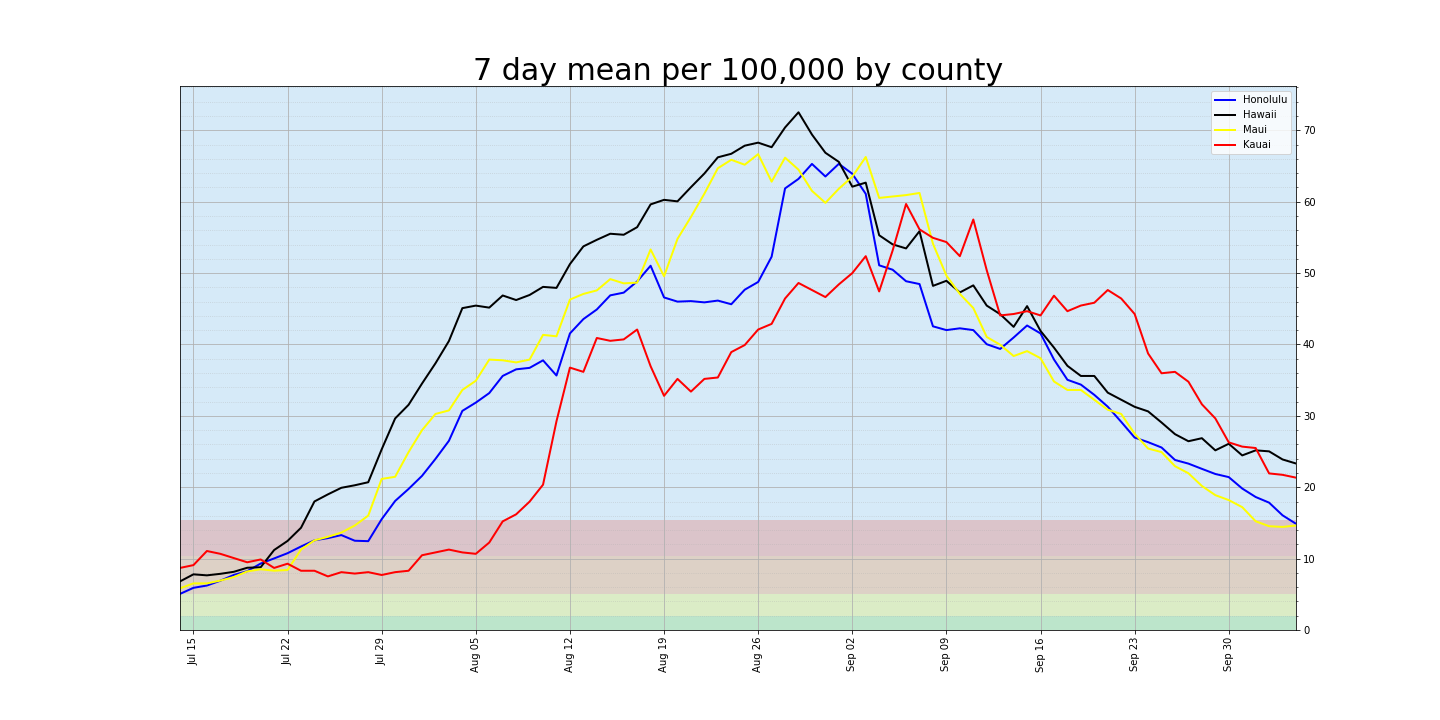 7 day mean per 100,000 by county
Honolulu
Hawaii
Maui
Kauai
70
60
50
40
30
20
10
0
Jul 15
Jul 22
Jul 29
Aug 05
Aug 12
Aug 19
Aug 26
Sep 02
Sep 09
Sep 16
Sep 23
Sep 30